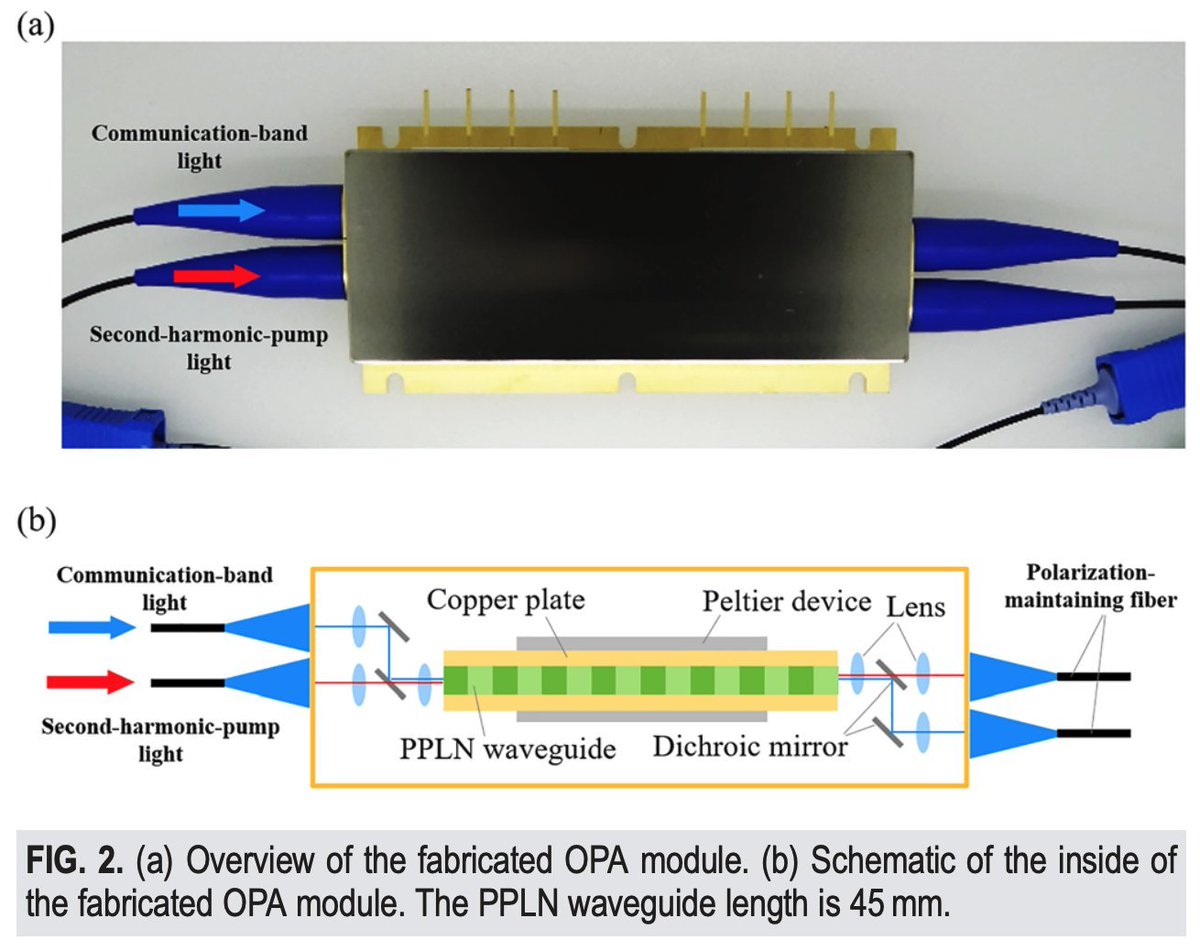 (a)
Communication-band
light
Second-harmonic-pump
light
(b)
Communication-band
light
Second-harmonic-pump
light
Copper plate
Peltier device
Lens
Polarization-
maintaining fiber
PPLN waveguide
Dichroic mirror
FIG. 2. (a) Overview of the fabricated OPA module. (b) Schematic of the inside of
the fabricated OPA module. The PPLN waveguide length is 45 mm.